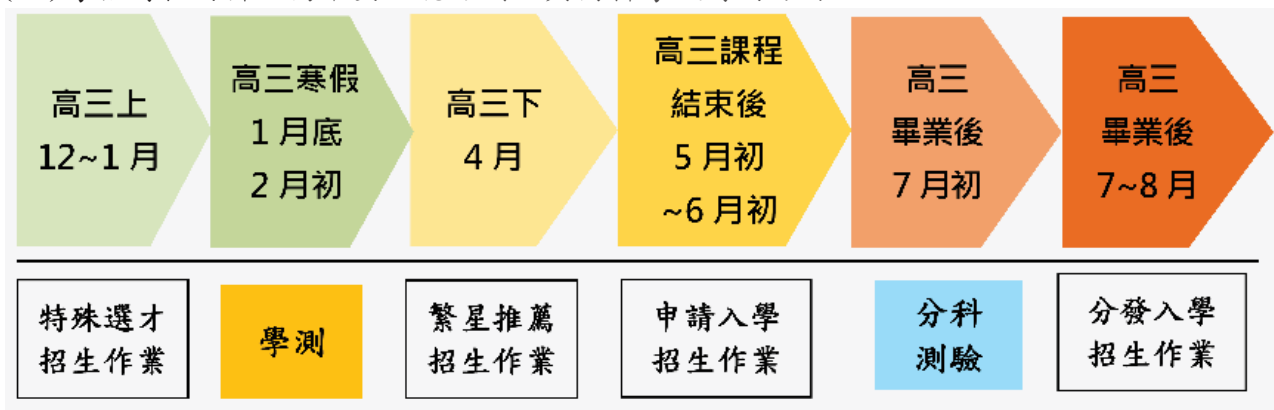 高三上
12~1 月
高三寒假
1 月底
2 月初
高三下
4 月
高三課程
結束後
5 月初
~6 月初
高三
畢業後
7 月初
高三
畢業後
7~8 月
特殊選才
招生作業
學測
繁星推薦
招生作業
申請入學
招生作業
分科
測驗
分發入學
招生作業